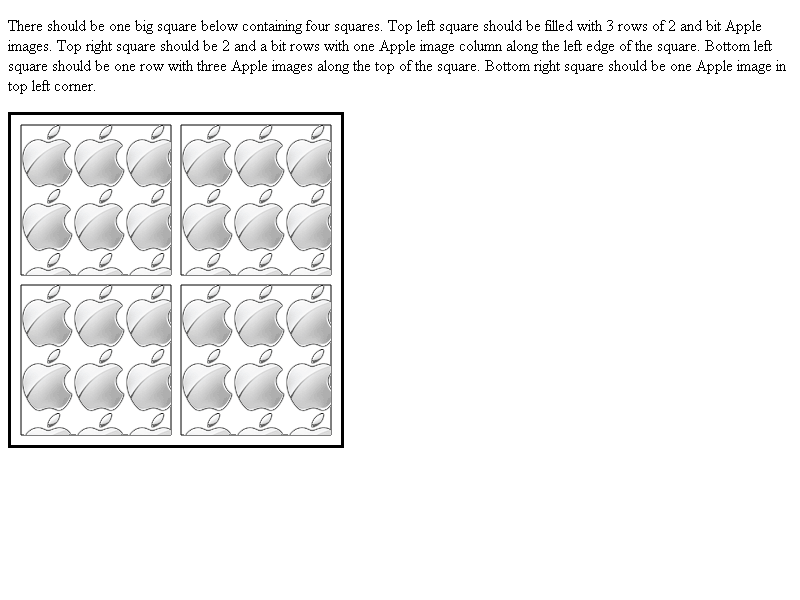 There should be one big square below containing four squares. Top left square should be filled with 3 rows of 2 and bit Apple
images. Top right square should be 2 and a bit rows with one Apple image column along the left edge of the square. Bottom left
square should be one row with three Apple images along the top of the square. Bottom right square should be one Apple image in
top left corner.